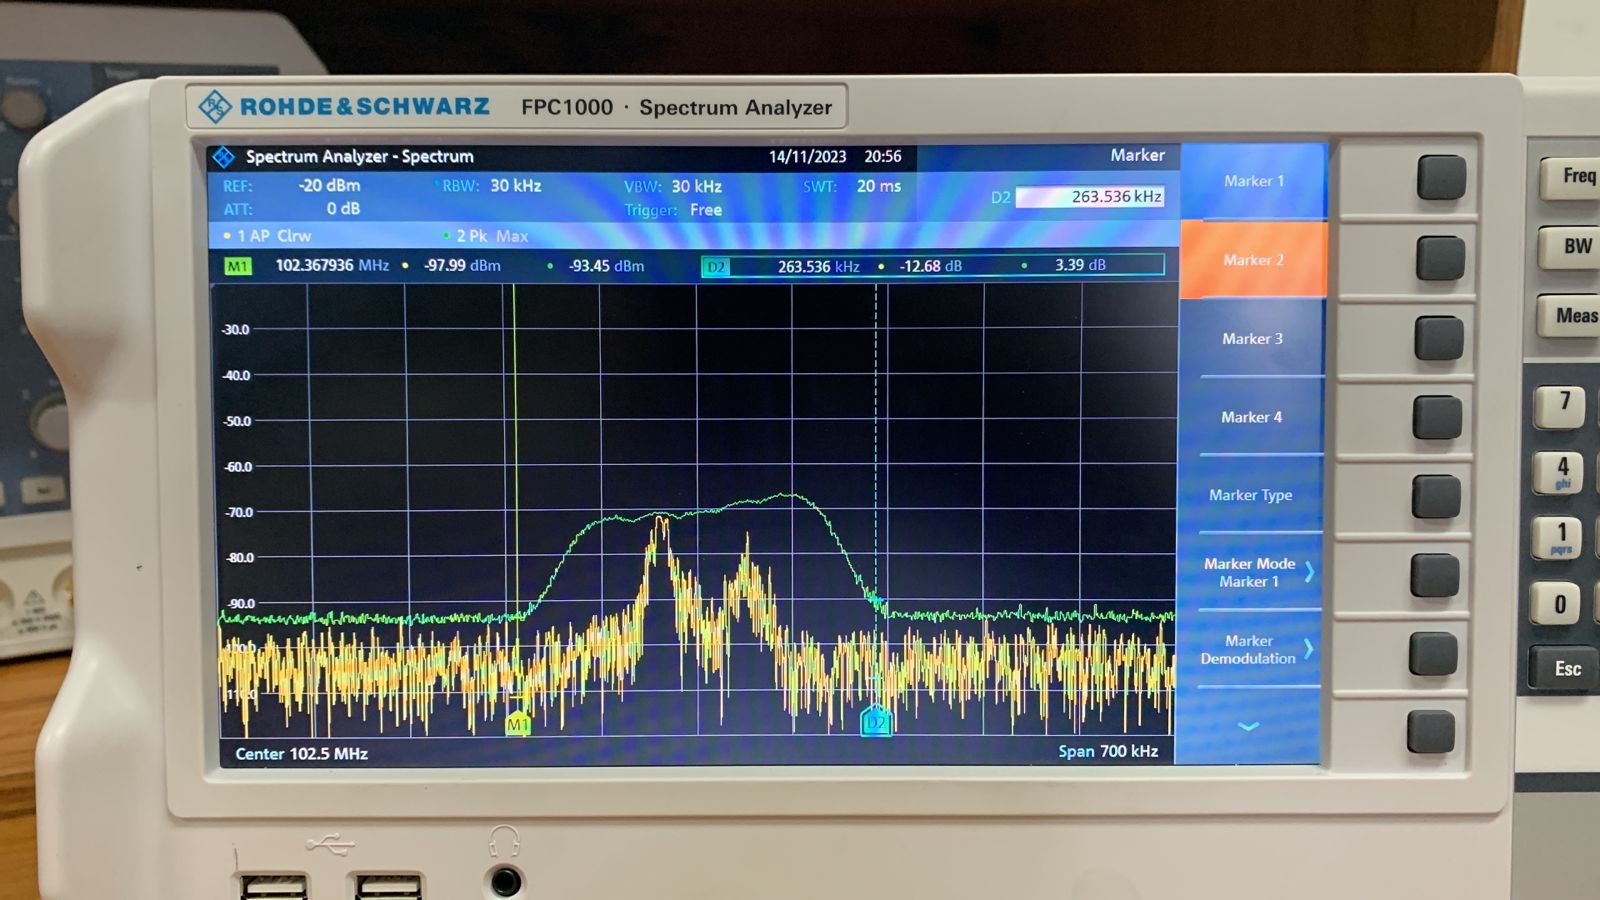 ROHDE&SCHWARZ FPC1000 · Spectrum Analyzer
Spectrum Analyzer - Spectrum 14/11/2023 20:56 Marker
REF: -20 dBm RBW: 30 kHz VBW: 30 kHz SWT: 20 ms
D2 263.536 kHz
ATT: 0 dB Trigger: Free
1 AP Clrw 2 Pk Max
M1 102.367936 MHz -97.99 dBm -93.45 dBm D2 263.536 kHz -12.68 dB 3.39 dB
-30.0
-40.0
-50.0
-60.0
-70.0
-80.0
-90.0
M1 D2
Center 102.5 MHz Span 700 kHz
Marker 1
Marker 2
Marker 3
Marker 4
Marker Type
Marker Mode
Marker 1
Marker
Demodulation
Freq
BW
Meas
7
4
ghi
1
pqrs
0
Esc